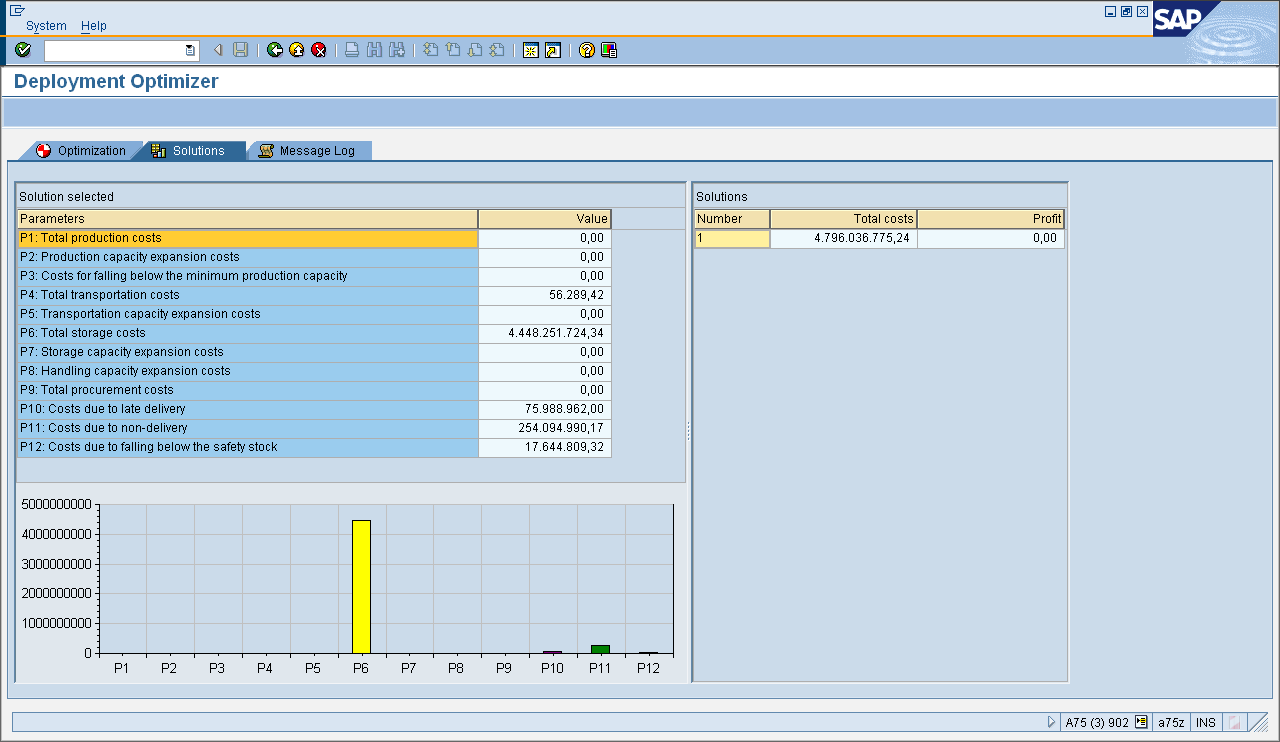 System Help
SAP
Deployment Optimizer
Optimization Solutions Message Log
Solution selected
Parameters Value
P1: Total production costs 0,00
P2: Production capacity expansion costs 0,00
P3: Costs for falling below the minimum production capacity 0,00
P4: Total transportation costs 56.289,42
P5: Transportation capacity expansion costs 0,00
P6: Total storage costs 4.448.251.724,34
P7: Storage capacity expansion costs 0,00
P8: Handling capacity expansion costs 0,00
P9: Total procurement costs 0,00
P10: Costs due to late delivery 75.988.962,00
P11: Costs due to non-delivery 254.094.990,17
P12: Costs due to falling below the safety stock 17.644.809,32
5000000000
4000000000
3000000000
2000000000
1000000000
0
P1 P2 P3 P4 P5 P6 P7 P8 P9 P10 P11 P12
Solutions
Number Total costs Profit
1 4.796.036.775,24 0,00
A75 (3) 902 a75z INS